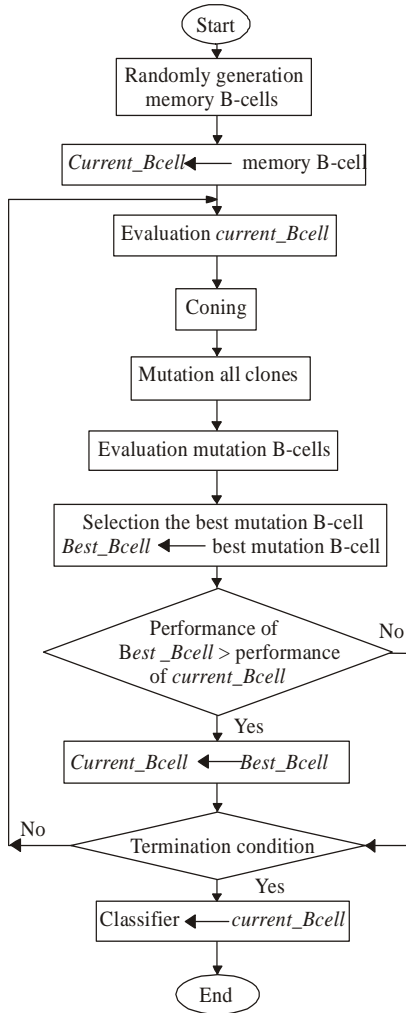 Start
Randomly generation
memory B-cells
Current_Bcell memory B-cell
Evaluation current_Bcell
Coning
Mutation all clones
Evaluation mutation B-cells
Selection the best mutation B-cell
Best_Bcell best mutation B-cell
Performance of
Best _Bcell > performance
of current_Bcell
No
Yes
Current_Bcell Best_Bcell
No
Termination condition
Yes
Classifier current_Bcell
End